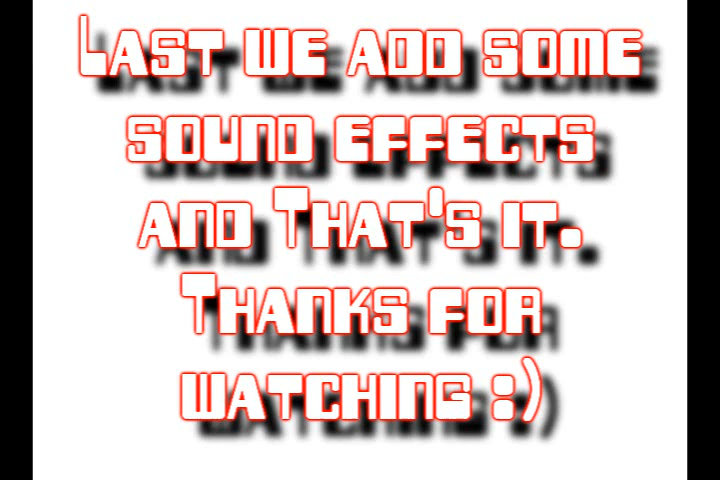 Last we add some
sound effects
and That's it.
Thanks for
watching :)